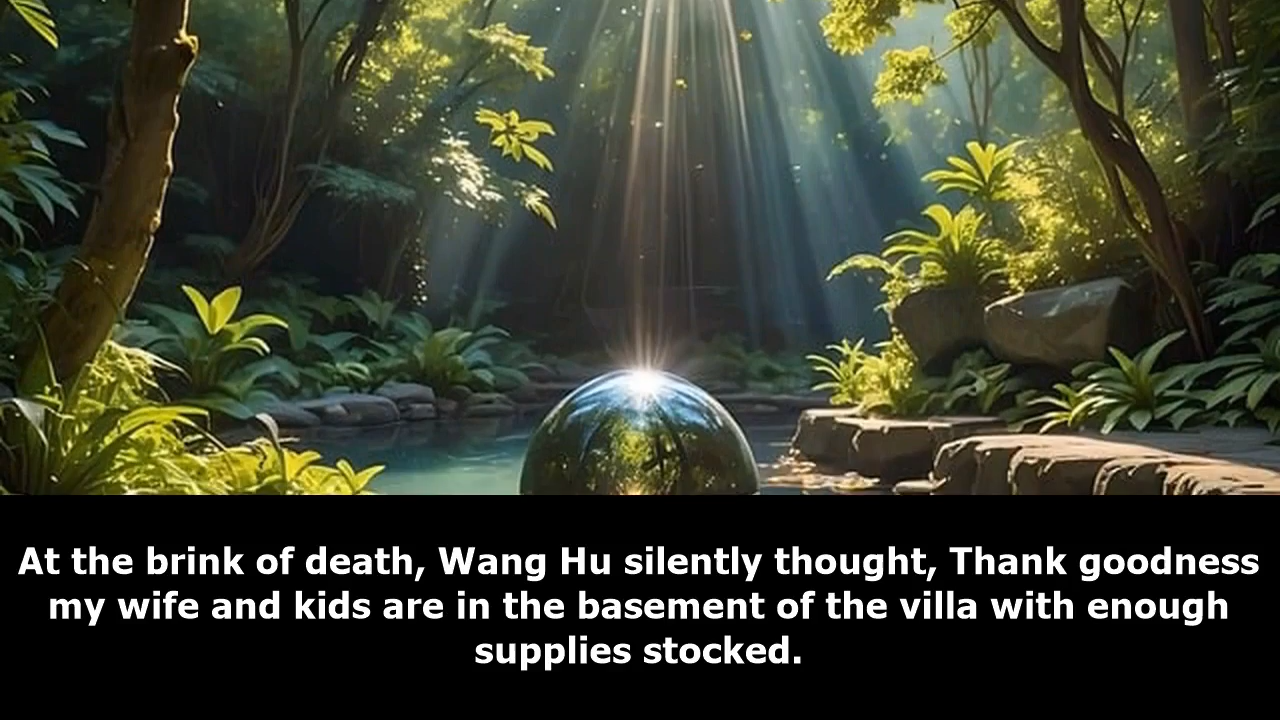 At the brink of death, Wang Hu silently thought, Thank goodness
my wife and kids are in the basement of the villa with enough
supplies stocked.